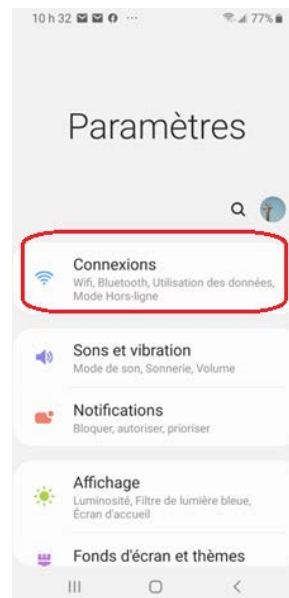 10 h 32
77%
Paramètres
Connexions
Wifi, Bluetooth, Utilisation des données,
Mode Hors-ligne
Sons et vibration
Mode de son, Sonnerie, Volume
Notifications
Bloquer, autoriser, prioriser
Affichage
Luminosité, Filtre de lumière bleue,
Écran d'accueil
Fonds d'écran et thèmes